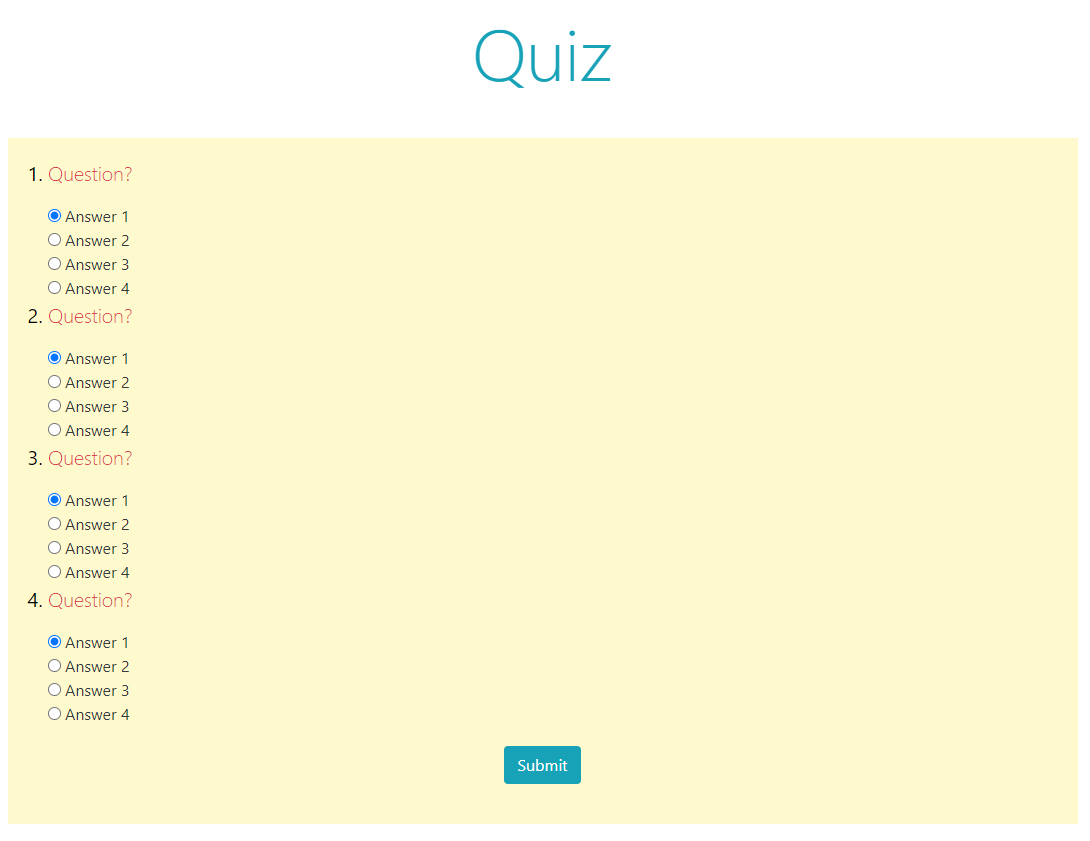 Quiz
1. Question?
Answer 1
Answer 2
Answer 3
Answer 4
2. Question?
Answer 1
Answer 2
Answer 3
Answer 4
3. Question?
Answer 1
Answer 2
Answer 3
Answer 4
4. Question?
Answer 1
Answer 2
Answer 3
Answer 4
Submit